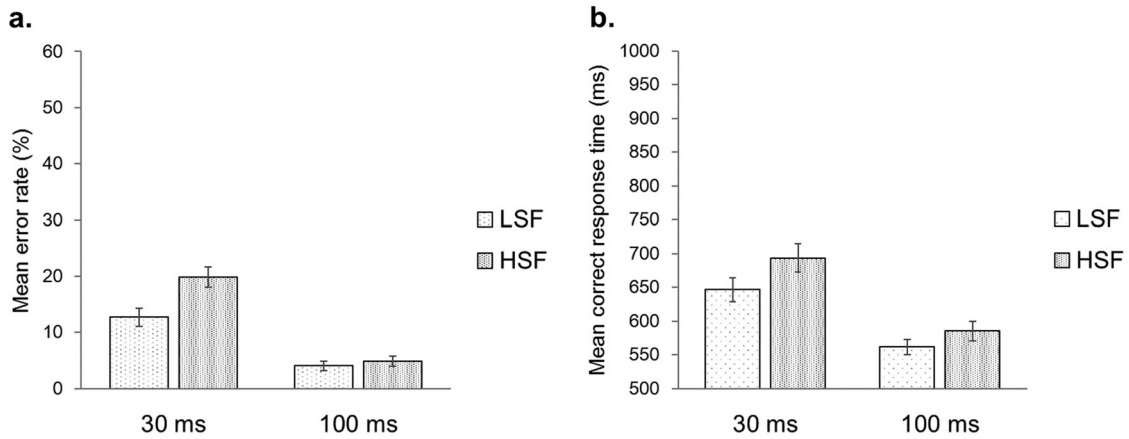 a.
Mean error rate (%)
60
50
40
30
20
10
0
30 ms
100 ms
LSF
HSF
b.
Mean correct response time (ms)
1000
950
900
850
800
750
700
650
600
550
500
30 ms
100 ms
LSF
HSF